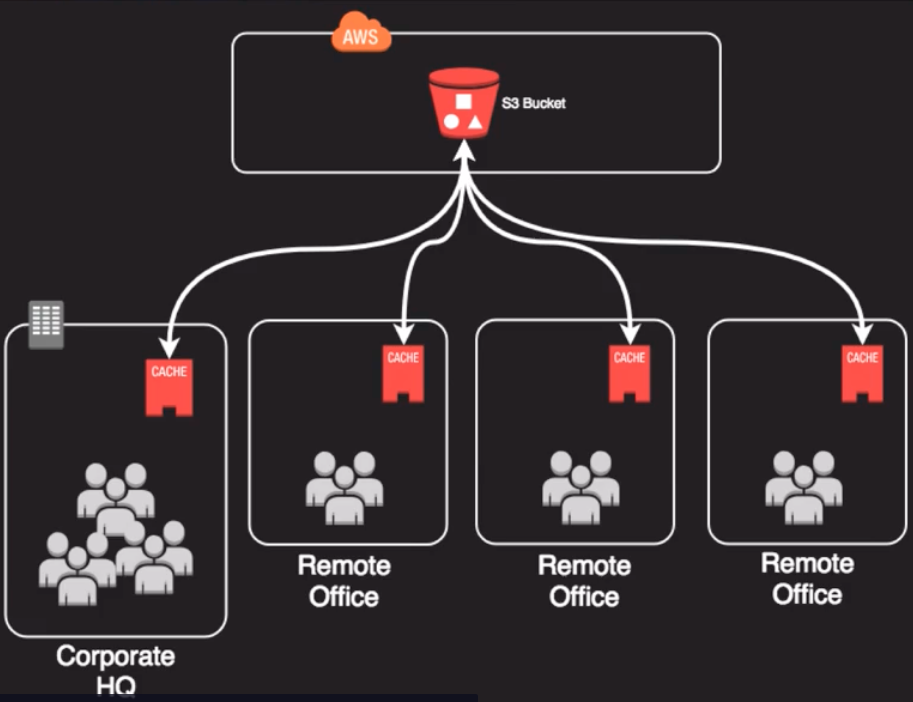 AWS
S3 Bucket
CACHE
CACHE
CACHE
CACHE
Remote
Office
Remote
Office
Remote
Office
Corporate
HQ